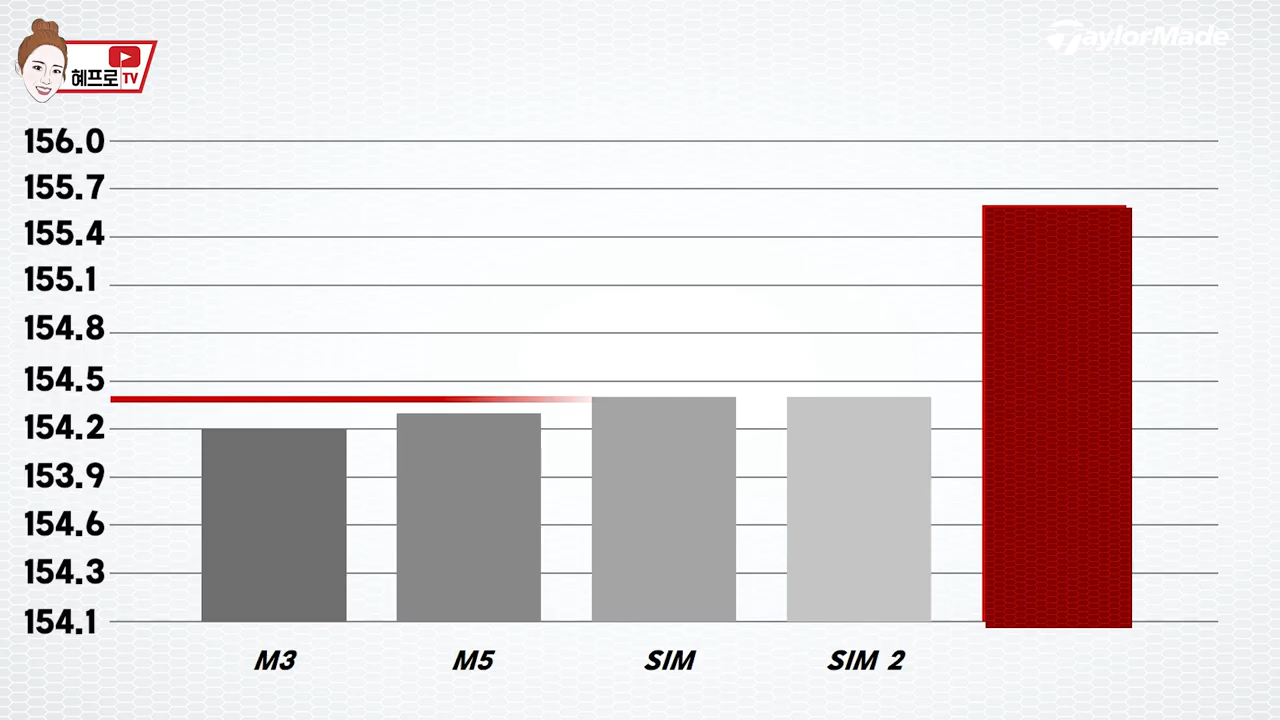 혜프로 TV
TaylorMade
156.0
155.7
155.4
155.1
154.8
154.5
154.2
153.9
154.6
154.3
154.1
M3
M5
SIM
SIM 2